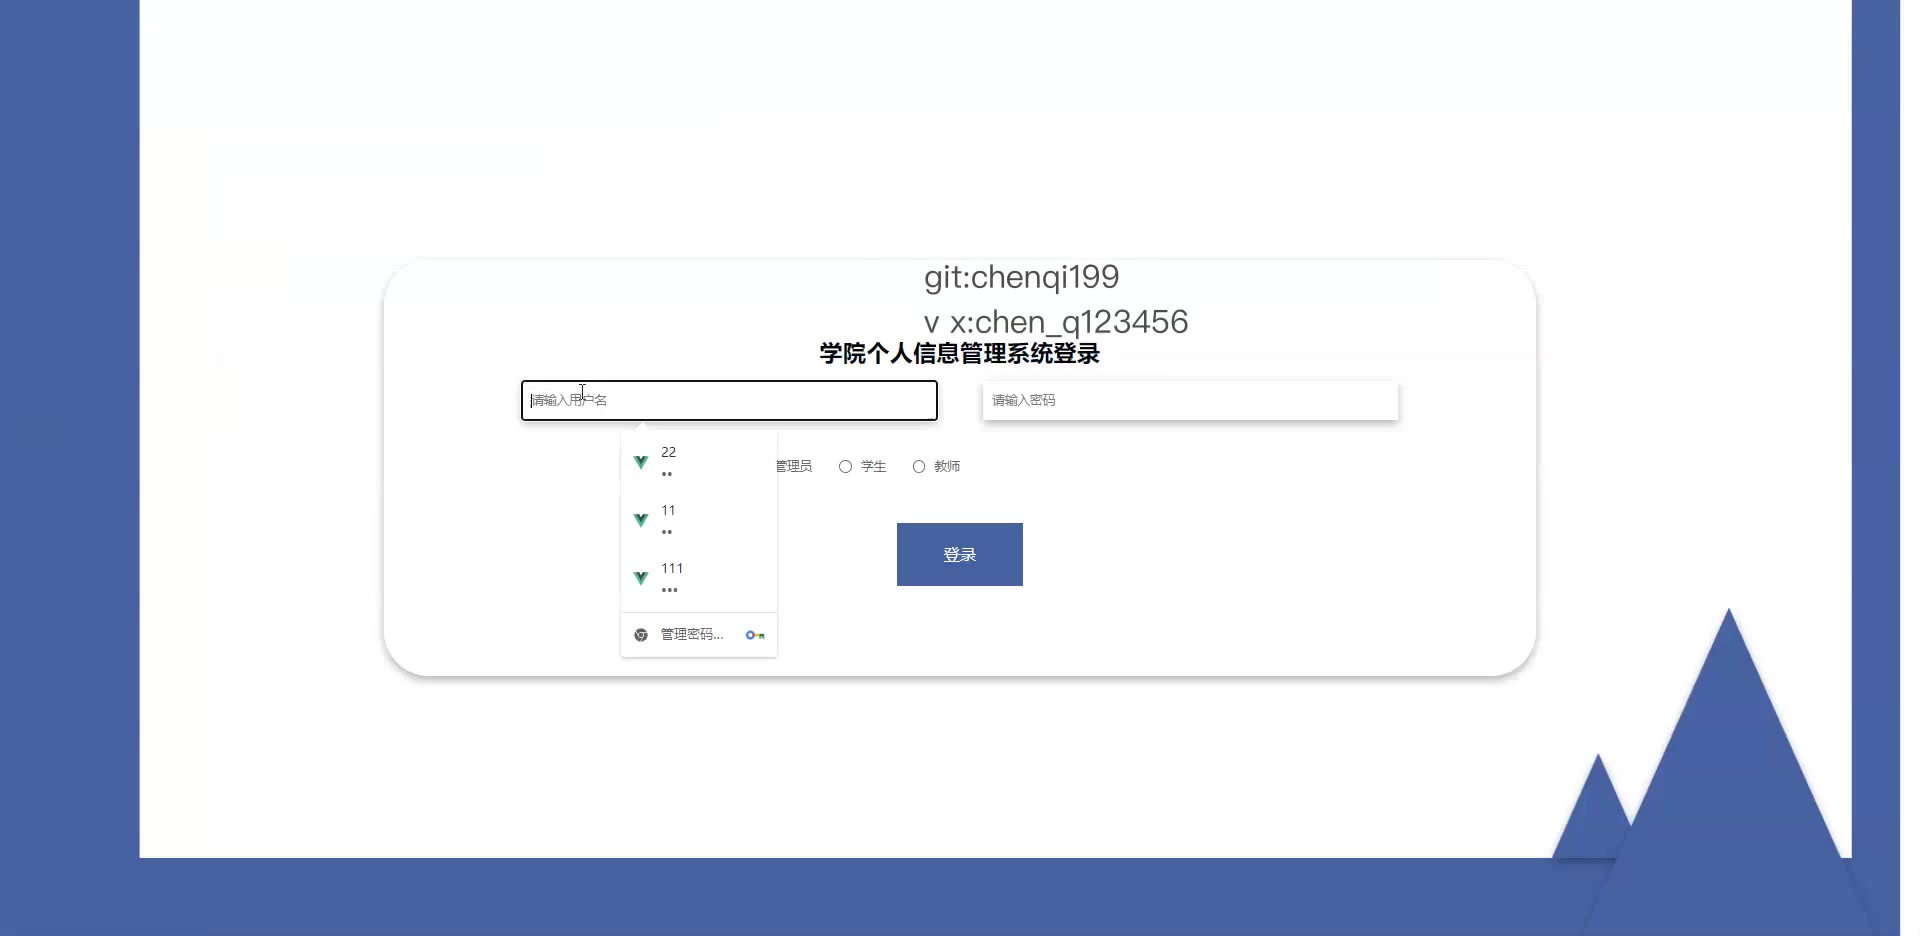 git:chenqi199
v x:chen_q123456
学院个人信息管理系统登录
请输入用户名
请输入密码
22
••
管理员
学生
教师
11
••
登录
111
•••
管理密码...